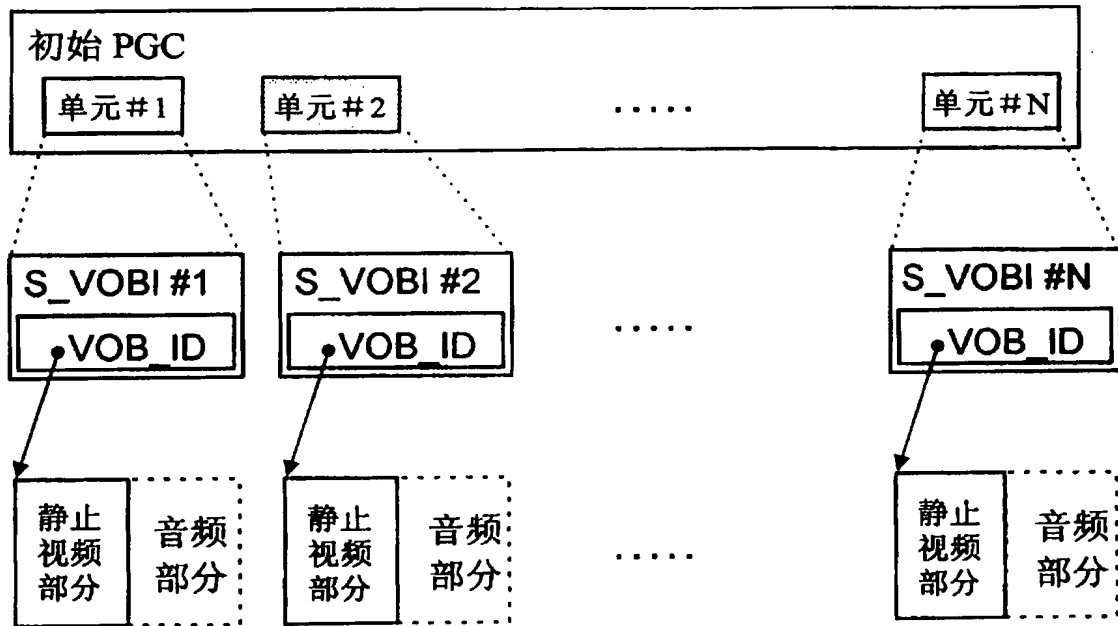 初始 PGC
单元#1 单元#2 ..... 单元#N
S_VOBI #1 S_VOBI #2 ..... S_VOBI #N
VOB_ID VOB_ID VOB_ID
静止 静止 静止
视频 音频 视频 音频 ..... 视频 音频
部分 部分 部分 部分 部分 部分